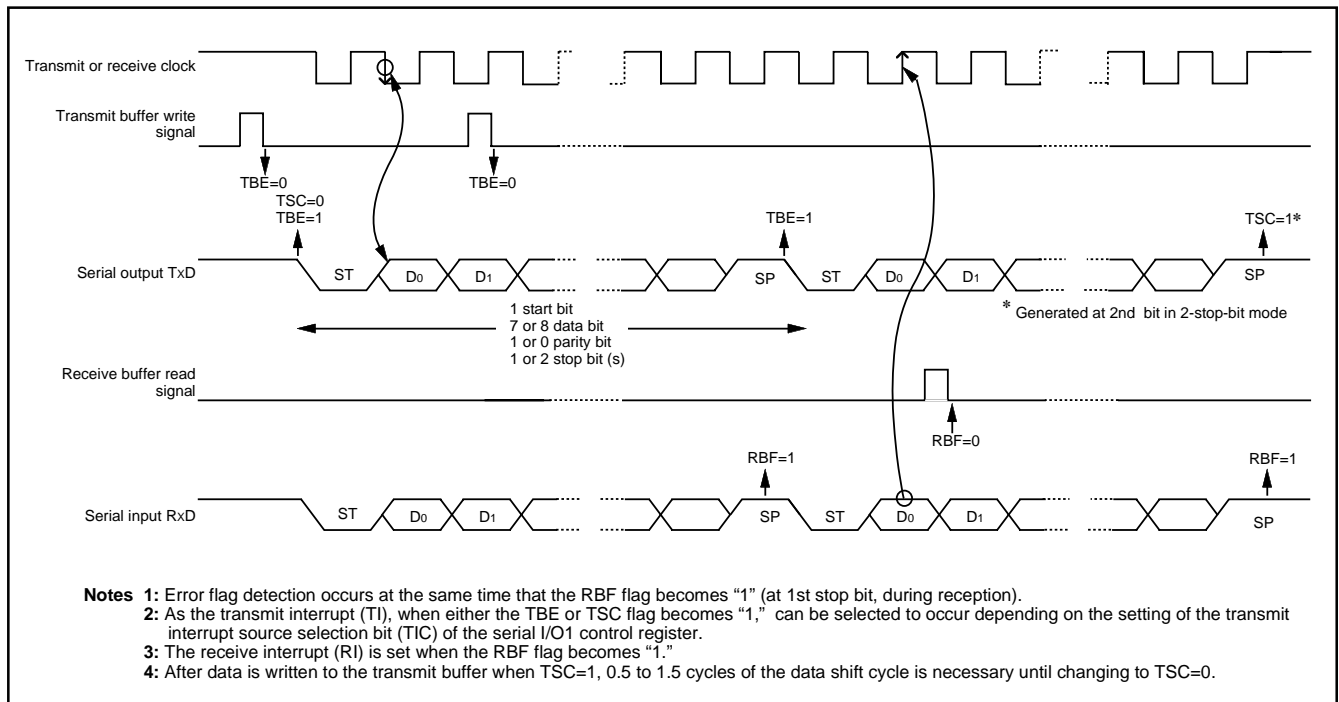 Transmit or receive clock
Transmit buffer write
signal
TBE=0
TBE=0
TSC=0
TBE=1
TBE=1
TSC=1*
Serial output TxD
ST
D0
D1
SP
ST
D0
D1
SP
1 start bit
7 or 8 data bit
1 or 0 parity bit
1 or 2 stop bit (s)
* Generated at 2nd bit in 2-stop-bit mode
Receive buffer read
signal
RBF=0
RBF=1
RBF=1
Serial input RxD
ST
D0
D1
SP
ST
D0
D1
SP
Notes 1: Error flag detection occurs at the same time that the RBF flag becomes “1” (at 1st stop bit, during reception).
2: As the transmit interrupt (TI), when either the TBE or TSC flag becomes “1,” can be selected to occur depending on the setting of the transmit
interrupt source selection bit (TIC) of the serial I/O1 control register.
3: The receive interrupt (RI) is set when the RBF flag becomes “1.”
4: After data is written to the transmit buffer when TSC=1, 0.5 to 1.5 cycles of the data shift cycle is necessary until changing to TSC=0.